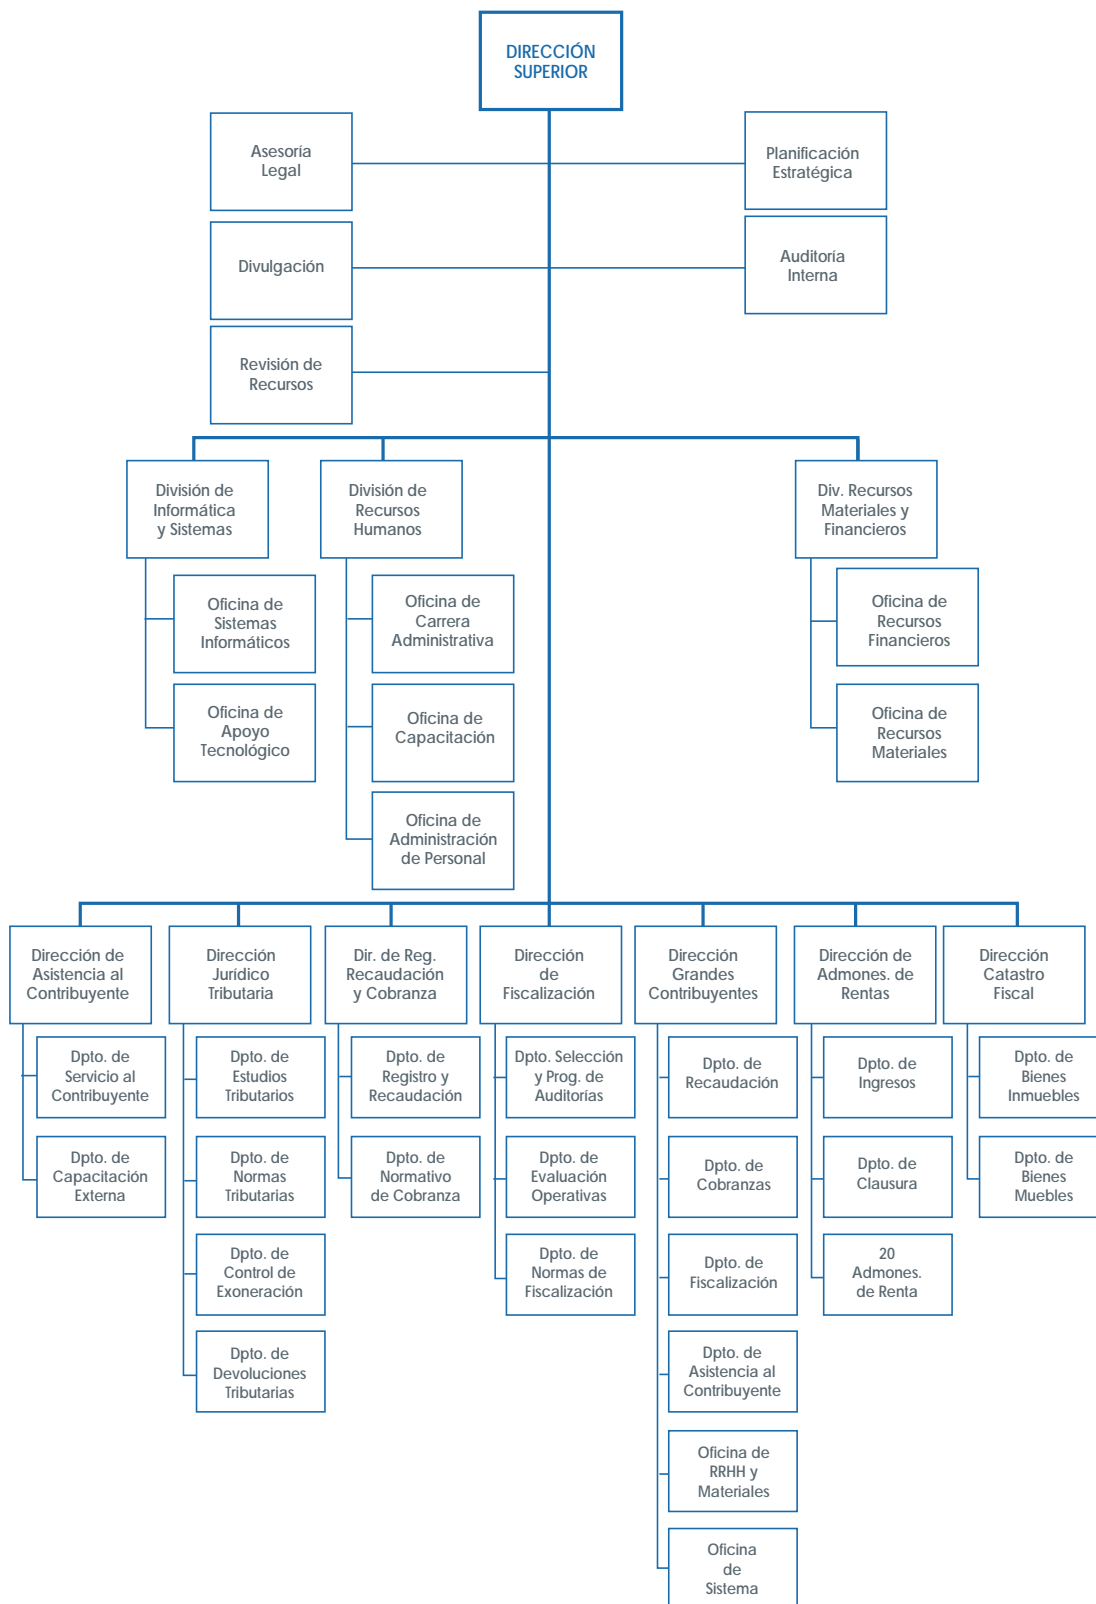 DIRECCIÓN
SUPERIOR
Asesoría
Legal
Planificación
Estratégica
Divulgación
Auditoría
Interna
Revisión de
Recursos
División de
Informática
y Sistemas
División de
Recursos
Humanos
Div. Recursos
Materiales y
Financieros
Oficina de
Sistemas
Informáticos
Oficina de
Carrera
Administrativa
Oficina de
Recursos
Financieros
Oficina de
Apoyo
Tecnológico
Oficina de
Capacitación
Oficina de
Recursos
Materiales
Oficina de
Administración
de Personal
Dirección de
Asistencia al
Contribuyente
Dirección
Jurídico
Tributaria
Dir. de Reg.
Recaudación
y Cobranza
Dirección
de
Fiscalización
Dirección
Grandes
Contribuyentes
Dirección de
Admones. de
Rentas
Dirección
Catastro
Fiscal
Dpto. de
Servicio al
Contribuyente
Dpto. de
Estudios
Tributarios
Dpto. de
Registro y
Recaudación
Dpto. Selección
y Prog. de
Auditorías
Dpto. de
Recaudación
Dpto. de
Ingresos
Dpto. de
Bienes
Inmuebles
Dpto. de
Capacitación
Externa
Dpto. de
Normas
Tributarias
Dpto. de
Normativo
de Cobranza
Dpto. de
Evaluación
Operativas
Dpto. de
Cobranzas
Dpto. de
Clausura
Dpto. de
Bienes
Muebles
Dpto. de
Control de
Exoneración
Dpto. de
Normas de
Fiscalización
Dpto. de
Fiscalización
20
Admones.
de Renta
Dpto. de
Devoluciones
Tributarias
Dpto. de
Asistencia al
Contribuyente
Oficina de
RRHH y
Materiales
Oficina
de
Sistema